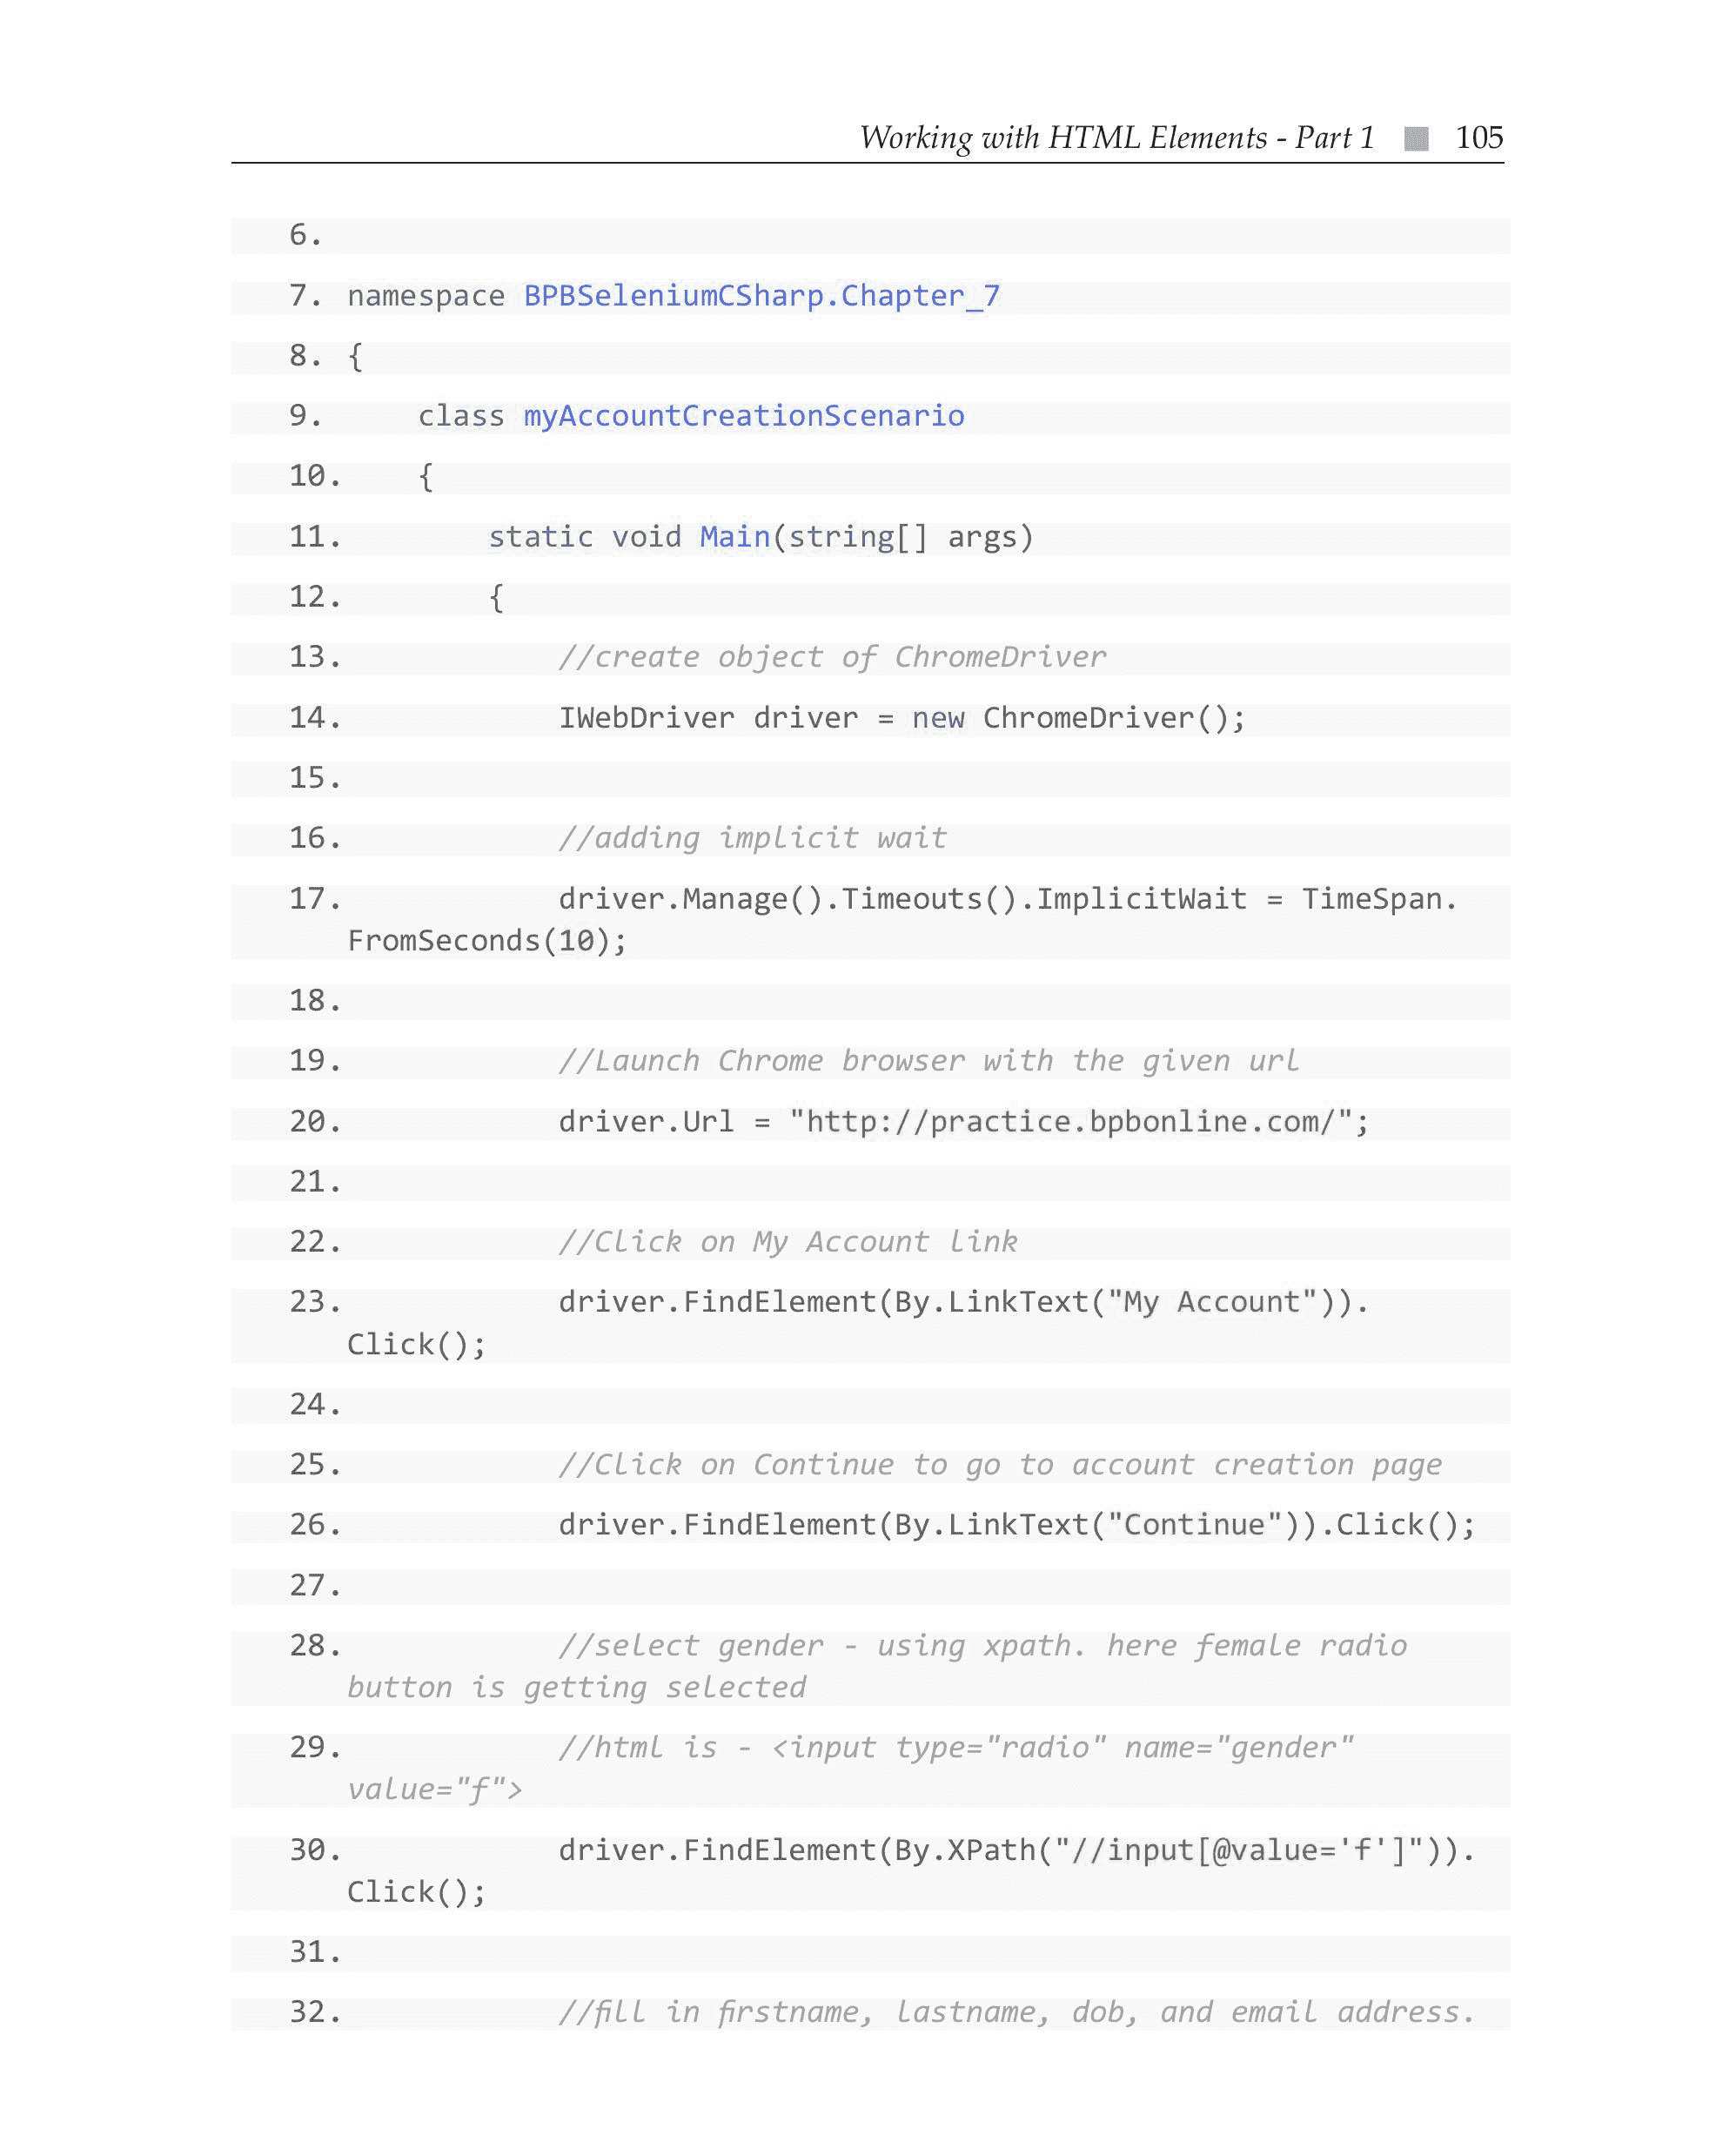 Working with HTML Elements - Part 1 105
6.
7. namespace BPBSeleniumCSharp.Chapter_7
8. {
9.     class myAccountCreationScenario
10.     {
11.         static void Main(string[] args)
12.         {
13.             //create object of ChromeDriver
14.             IWebDriver driver = new ChromeDriver();
15.
16.             //adding implicit wait
17.             driver.Manage().Timeouts().ImplicitWait = TimeSpan.
FromSeconds(10);
18.
19.             //Launch Chrome browser with the given url
20.             driver.Url = "http://practice.bpbonline.com/";
21.
22.             //Click on My Account link
23.             driver.FindElement(By.LinkText("My Account")).
Click();
24.
25.             //Click on Continue to go to account creation page
26.             driver.FindElement(By.LinkText("Continue")).Click();
27.
28.             //select gender - using xpath. here female radio
button is getting selected
29.             //html is - <input type="radio" name="gender"
value="f">
30.             driver.FindElement(By.XPath("//input[@value='f']")).
Click();
31.
32.             //fill in firstname, lastname, dob, and email address.